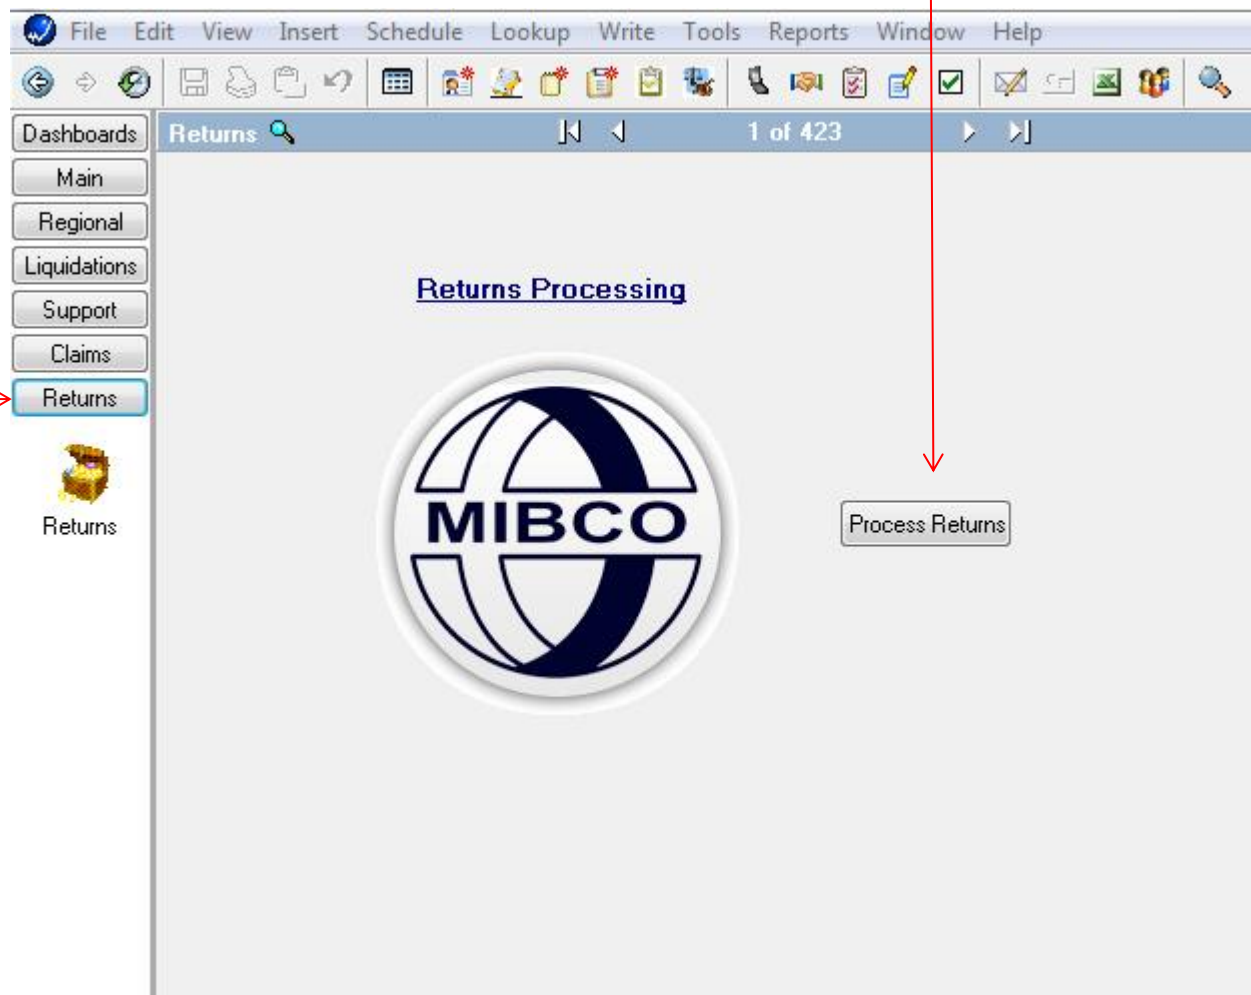 File Edit View Insert Schedule Lookup Write Tools Reports Window Help
Dashboards
Returns 1 of 423
Main
Regional
Liquidations
Support
Claims
Returns
Returns
Returns Processing
MIBCO
Process Returns